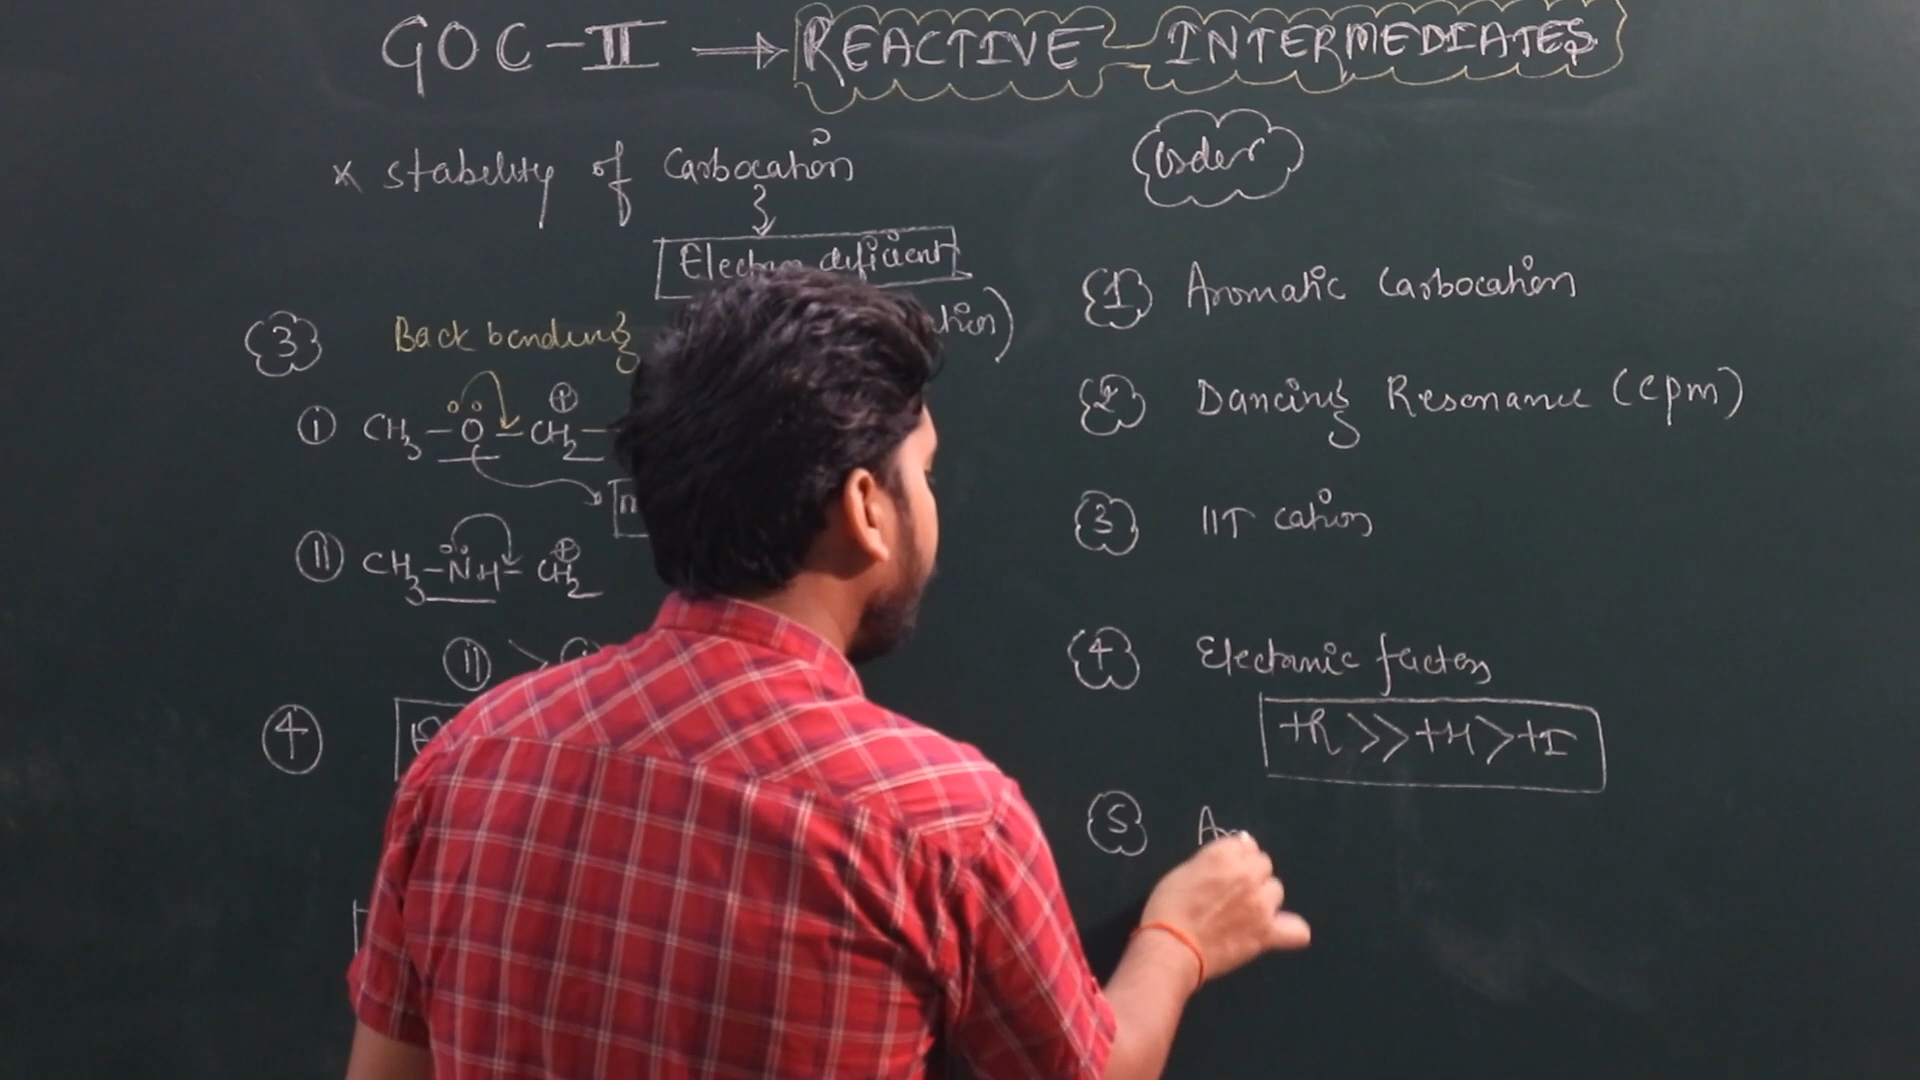 GOC-II → REACTIVE INTERMEDIATES
x stability of Carbocation
Electron deficient
③ Back bonding
ⓘ CH3-O-CH2 ⊕
ⓘⓘ CH3-NH-CH2 ⊕
ⓘⓘ >
④
Order
① Aromatic Carbocation
② Dancing Resonance (cpm)
③ IIT cation
④ Electronic factors
+R >> +H > +I
⑤